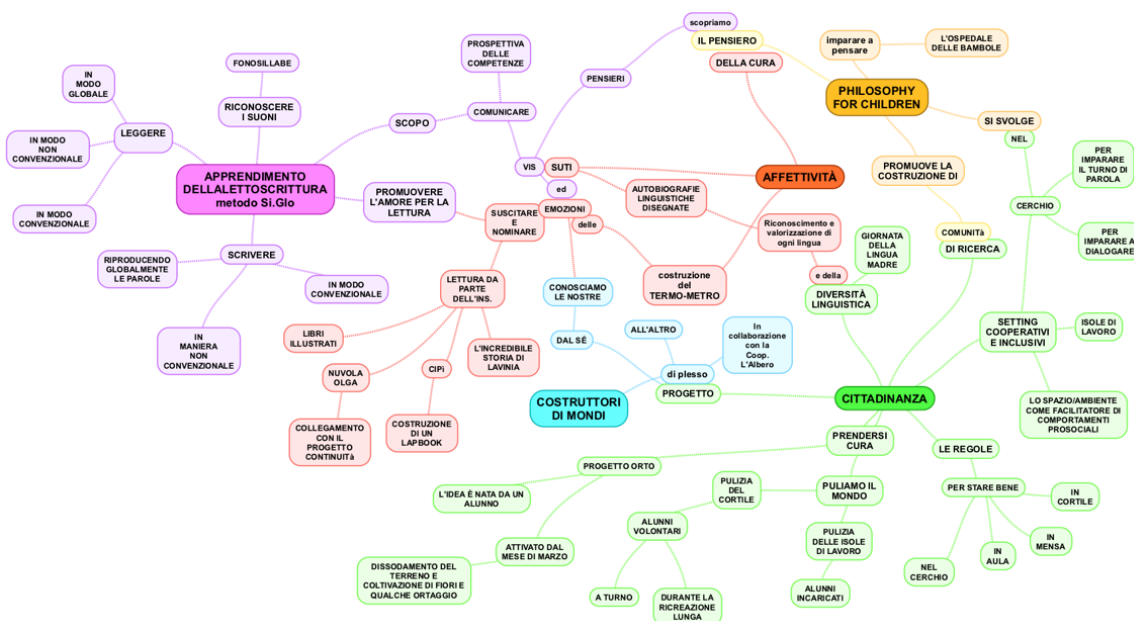 scopriamo
IL PENSIERO
imparare a
pensare
L'OSPEDALE
DELLE BAMBOLE
DELLA CURA
PHILOSOPHY
FOR CHILDREN
SI SVOLGE
NEL
PER
IMPARARE
IL TURNO DI
PAROLA
CERCHIO
PER
IMPARARE A
DIALOGARE
PROMUOVE LA
COSTRUZIONE DI
COMUNITà
DI RICERCA
PROSPETTIVA
DELLE
COMPETENZE
PENSIERI
COMUNICARE
SCOPO
VIS
SUTI
ed
EMOZIONI
delle
FONOSILLABE
RICONOSCERE
I SUONI
IN
MODO
GLOBALE
LEGGERE
IN MODO
NON
CONVENZIONALE
IN MODO
CONVENZIONALE
APPRENDIMENTO
DELLALETTOSCRITTURA
metodo Si.Glo
PROMUOVERE
L'AMORE PER LA
LETTURA
SUSCITARE
E
NOMINARE
SCRIVERE
RIPRODUCENDO
GLOBALMENTE
LE PAROLE
IN MODO
CONVENZIONALE
IN
MANIERA
NON
CONVENZIONALE
AFFETTIVITÀ
AUTOBIOGRAFIE
LINGUISTICHE
DISEGNATE
Riconoscimento e
valorizzazione di
ogni lingua
e della
DIVERSITÀ
LINGUISTICA
GIORNATA
DELLA
LINGUA
MADRE
costruzione
del
TERMO-METRO
LETTURA DA
PARTE
DELL'INS.
LIBRI
ILLUSTRATI
NUVOLA
OLGA
COLLEGAMENTO
CON IL
PROGETTO
CONTINUITà
CIPì
COSTRUZIONE
DI UN
LAPBOOK
L'INCREDIBILE
STORIA DI
LAVINIA
CONOSCIAMO
LE NOSTRE
DAL SÉ
ALL'ALTRO
In
collaborazione
con la
Coop.
L'Albero
di plesso
PROGETTO
COSTRUTTORI
DI MONDI
CITTADINANZA
SETTING
COOPERATIVI
E INCLUSIVI
ISOLE DI
LAVORO
LO SPAZIO/AMBIENTE
COME FACILITATORE DI
COMPORTAMENTI
PROSOCIALI
PRENDERSI
CURA
PROGETTO ORTO
L'IDEA È NATA DA UN
ALUNNO
ATTIVATO DAL
MESE DI MARZO
DISSODAMENTO DEL
TERRENO E
COLTIVAZIONE DI FIORI E
QUALCHE ORTAGGIO
PULIAMO IL
MONDO
PULIZIA
DEL
CORTILE
ALUNNI
VOLONTARI
A TURNO
DURANTE LA
RICREAZIONE
LUNGA
PULIZIA
DELLE ISOLE
DI LAVORO
ALUNNI
INCARICATI
LE REGOLE
PER STARE BENE
IN
CORTILE
IN
MENSA
IN
AULA
NEL
CERCHIO